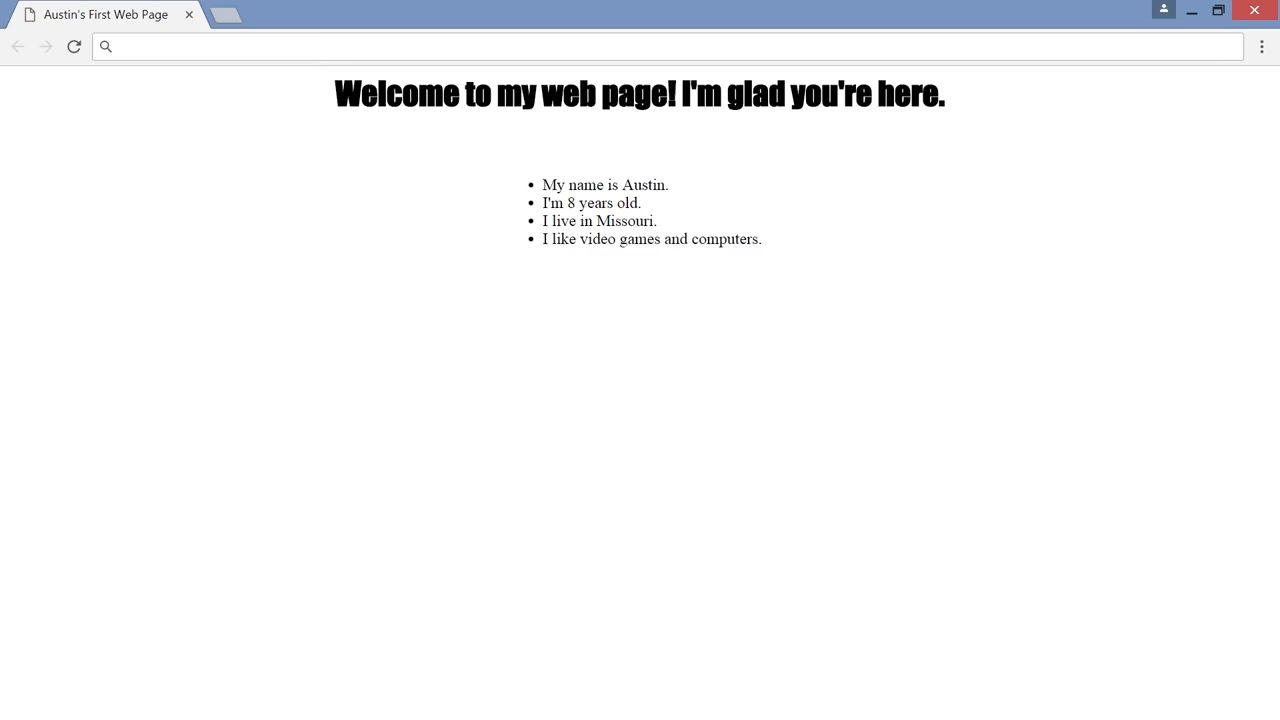 Austin's First Web Page
Welcome to my web page! I'm glad you're here.
• My name is Austin.
• I'm 8 years old.
• I live in Missouri.
• I like video games and computers.